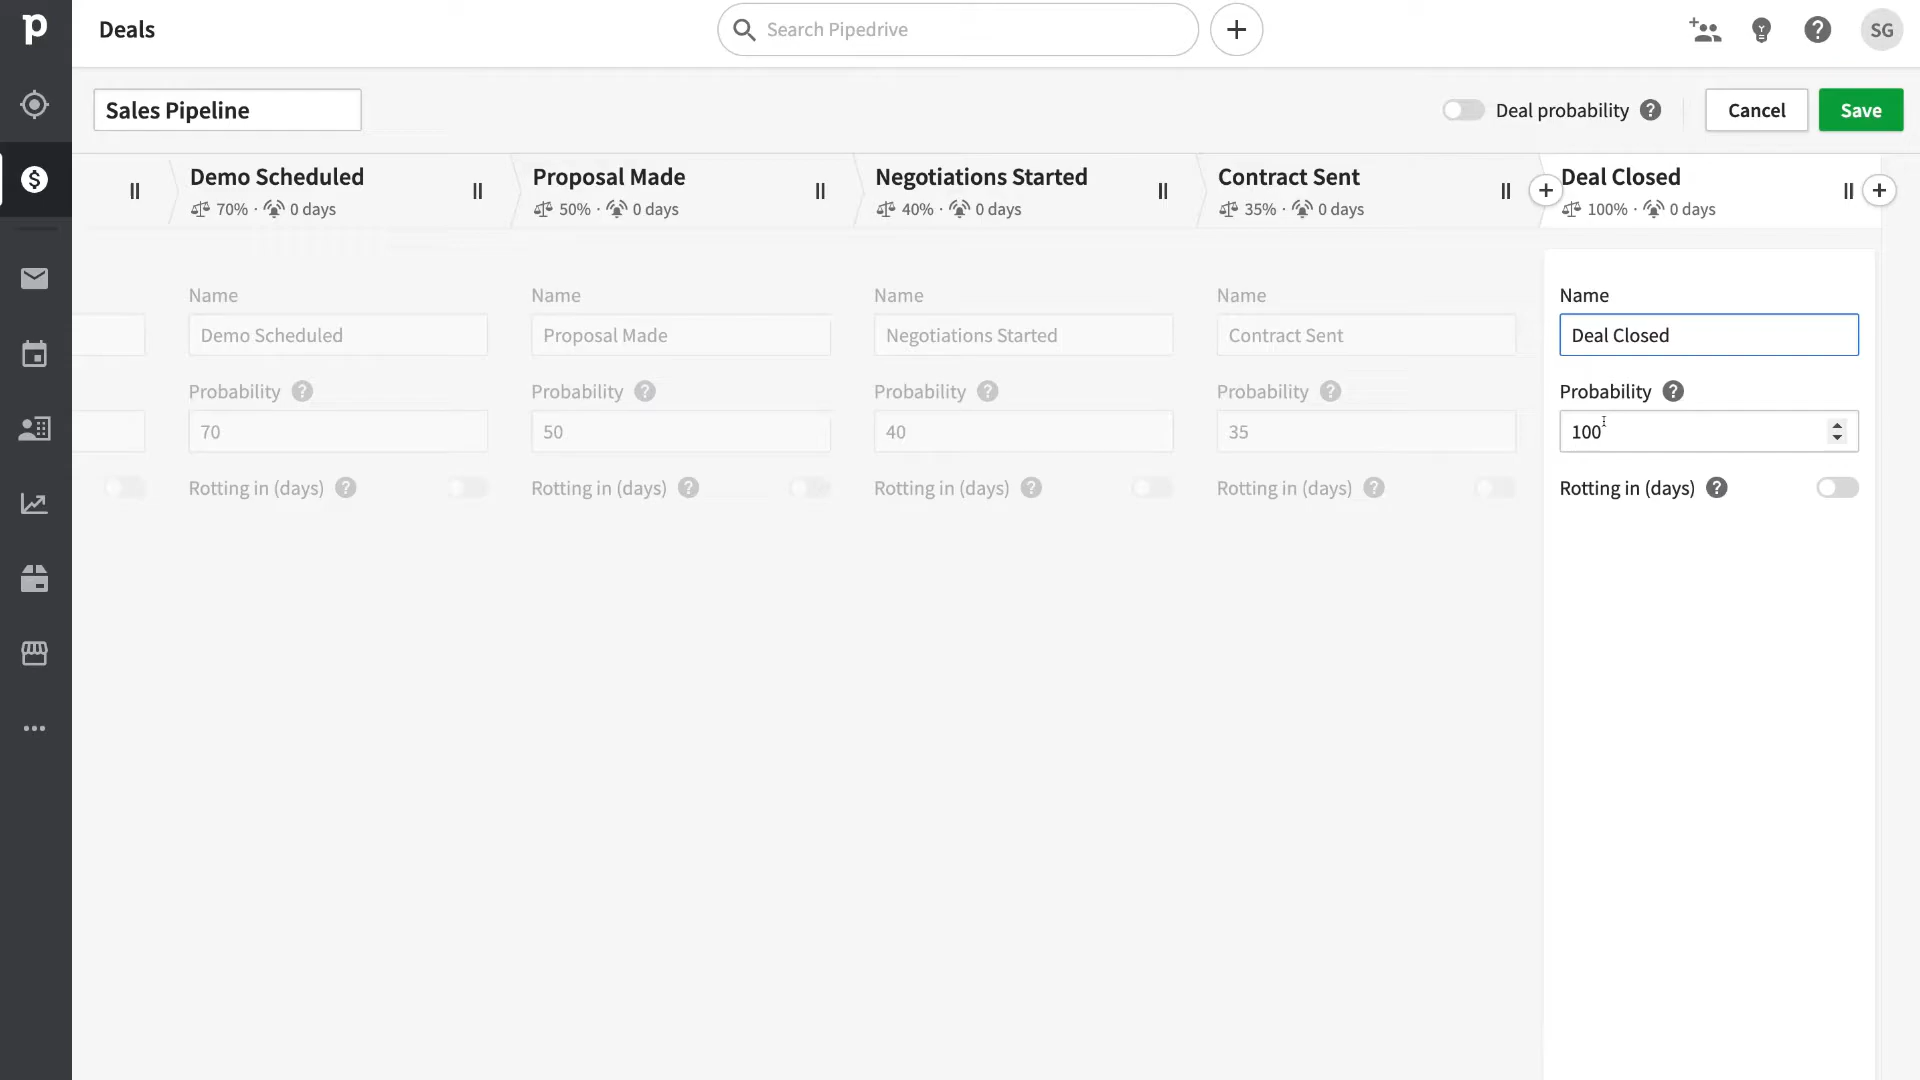 p
Deals
Search Pipedrive
SG
Sales Pipeline
Deal probability ?
Cancel
Save
Demo Scheduled
70% · 0 days
Proposal Made
50% · 0 days
Negotiations Started
40% · 0 days
Contract Sent
35% · 0 days
Deal Closed
100% · 0 days
Name
Demo Scheduled
Probability ?
70
Rotting in (days) ?
Name
Proposal Made
Probability ?
50
Rotting in (days) ?
Name
Negotiations Started
Probability ?
40
Rotting in (days) ?
Name
Contract Sent
Probability ?
35
Rotting in (days) ?
Name
Deal Closed
Probability ?
100
Rotting in (days) ?